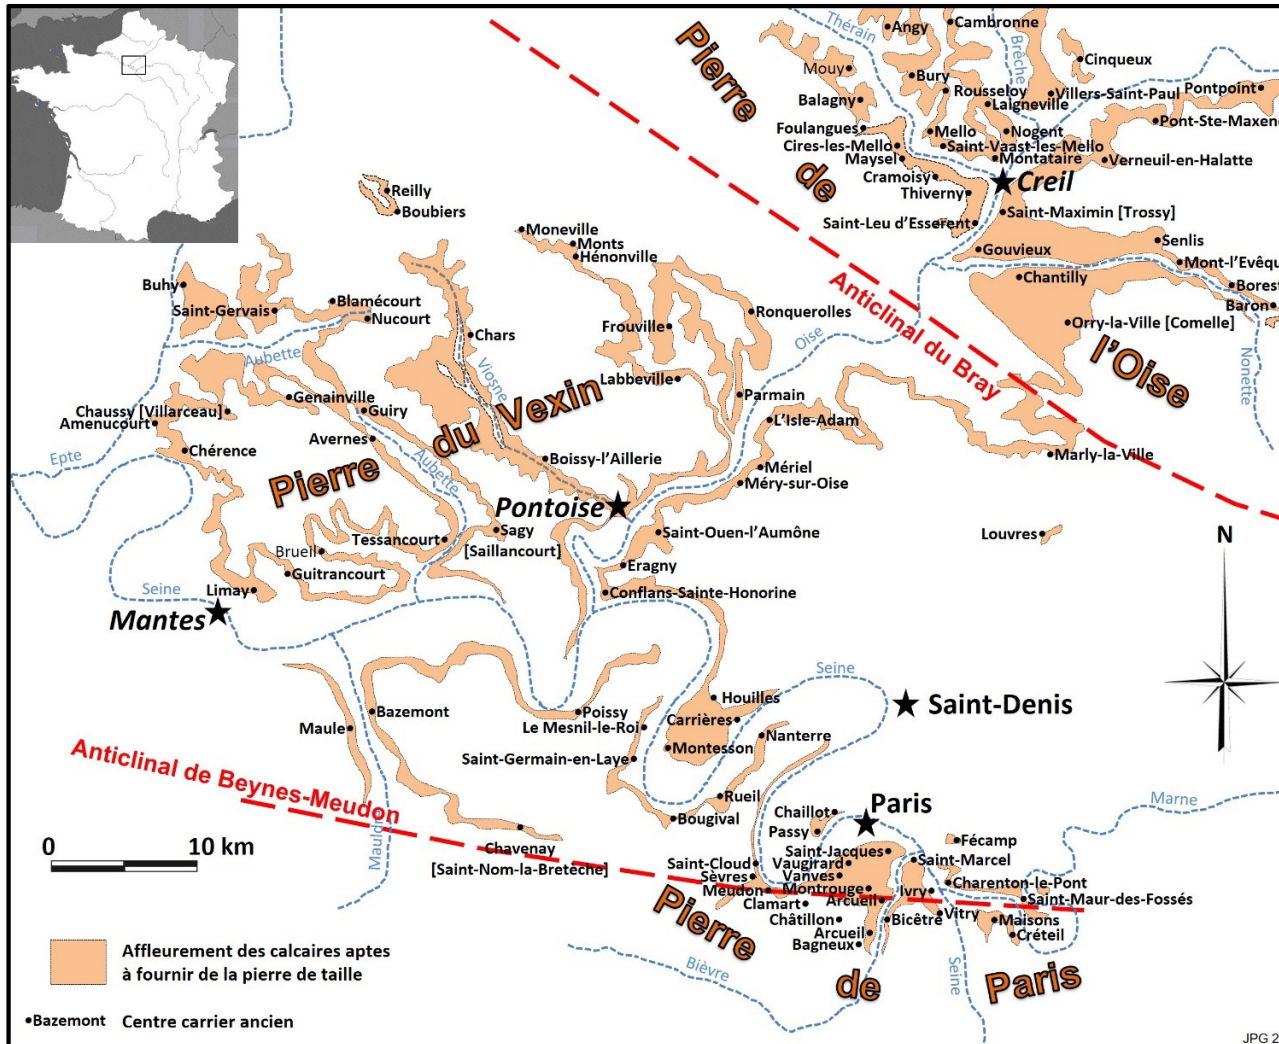 Thérain
Angy
Cambronne
Brèche
Cinqueux
Pierre
Mouy
Bury
Rousseloy
Laigneville
Villers-Saint-Paul
Pontpoint
Balagny
Foulangues
Mello
Nogent
Pont-Ste-Maxen
Cires-les-Mello
Saint-Vaast-les-Mello
Maysel
Montataire
Verneuil-en-Halatte
de
Cramoisy
Thiverny
Creil
Reilly
Boubiers
Saint-Leu d'Esserent
Saint-Maximin [Trossy]
Moneville
Monts
Hénonville
Gouvieux
Senlis
Mont-l'Evêq
Chantilly
Borest
Baron
Buhy
Saint-Gervais
Blamécourt
Nucourt
Anticlinal du Bray
Ronquerolles
Frouville
Chars
Oise
Orry-la-Ville [Comelle]
l'Oise
Nonette
Aubette
Viosne
Labbeville
Parmain
Genainville
Guiry
Chaussy [Villarceau]
Amenucourt
du Vexin
L'Isle-Adam
Avernes
Chérence
Epte
Pierre
Aubette
Boissy-l'Aillerie
Mériel
Méry-sur-Oise
Marly-la-Ville
Pontoise
Sagy
[Saillancourt]
Saint-Ouen-l'Aumône
Louvres
N
Tessancourt
Brueil
Guitrancourt
Eragny
Seine
Limay
Conflans-Sainte-Honorine
Mantes
Seine
Houilles
Saint-Denis
Bazemont
Maule
Poissy
Le Mesnil-le-Roi
Carrières
Nanterre
Montesson
Saint-Germain-en-Laye
Anticlinal de Beynes-Meudon
Rueil
Bougival
Chaillot
Paris
Marne
Passy
Mauldre
0 10 km
Chavenay
[Saint-Nom-la-Breteche]
Fécamp
Saint-Jacques
Saint-Cloud
Vaugirard
Saint-Marcel
Sèvres
Vanves
Charenton-le-Pont
Meudon
Montrouge
Ivry
Saint-Maur-des-Fossés
Clamart
Arcueil
Châtillon
Bicêtre
Vitry
Maisons
Arcueil
Créteil
Bagneux
Pierre
de
Paris
Bièvre
Seine
Affleurement des calcaires aptes
à fournir de la pierre de taille
Bazemont Centre carrier ancien
JPG 2